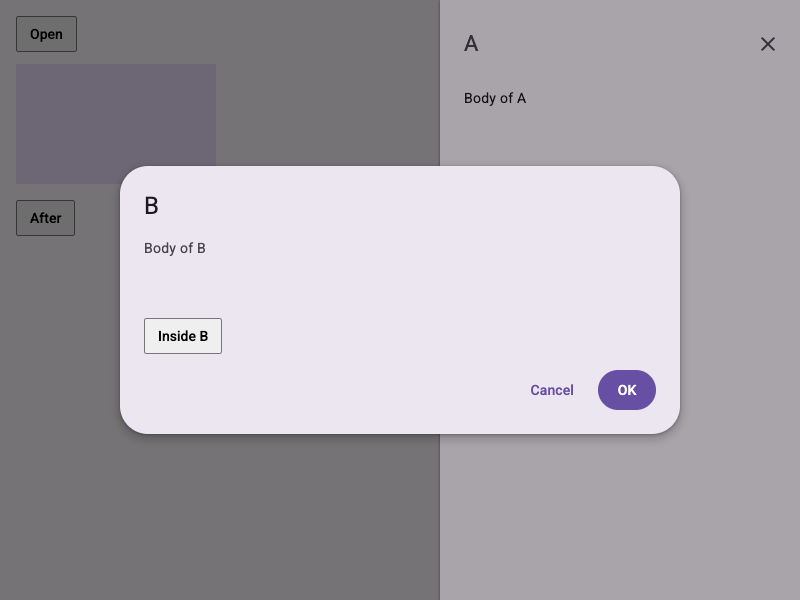 Open
A
Body of A
After
B
Body of B
Inside B
Cancel OK